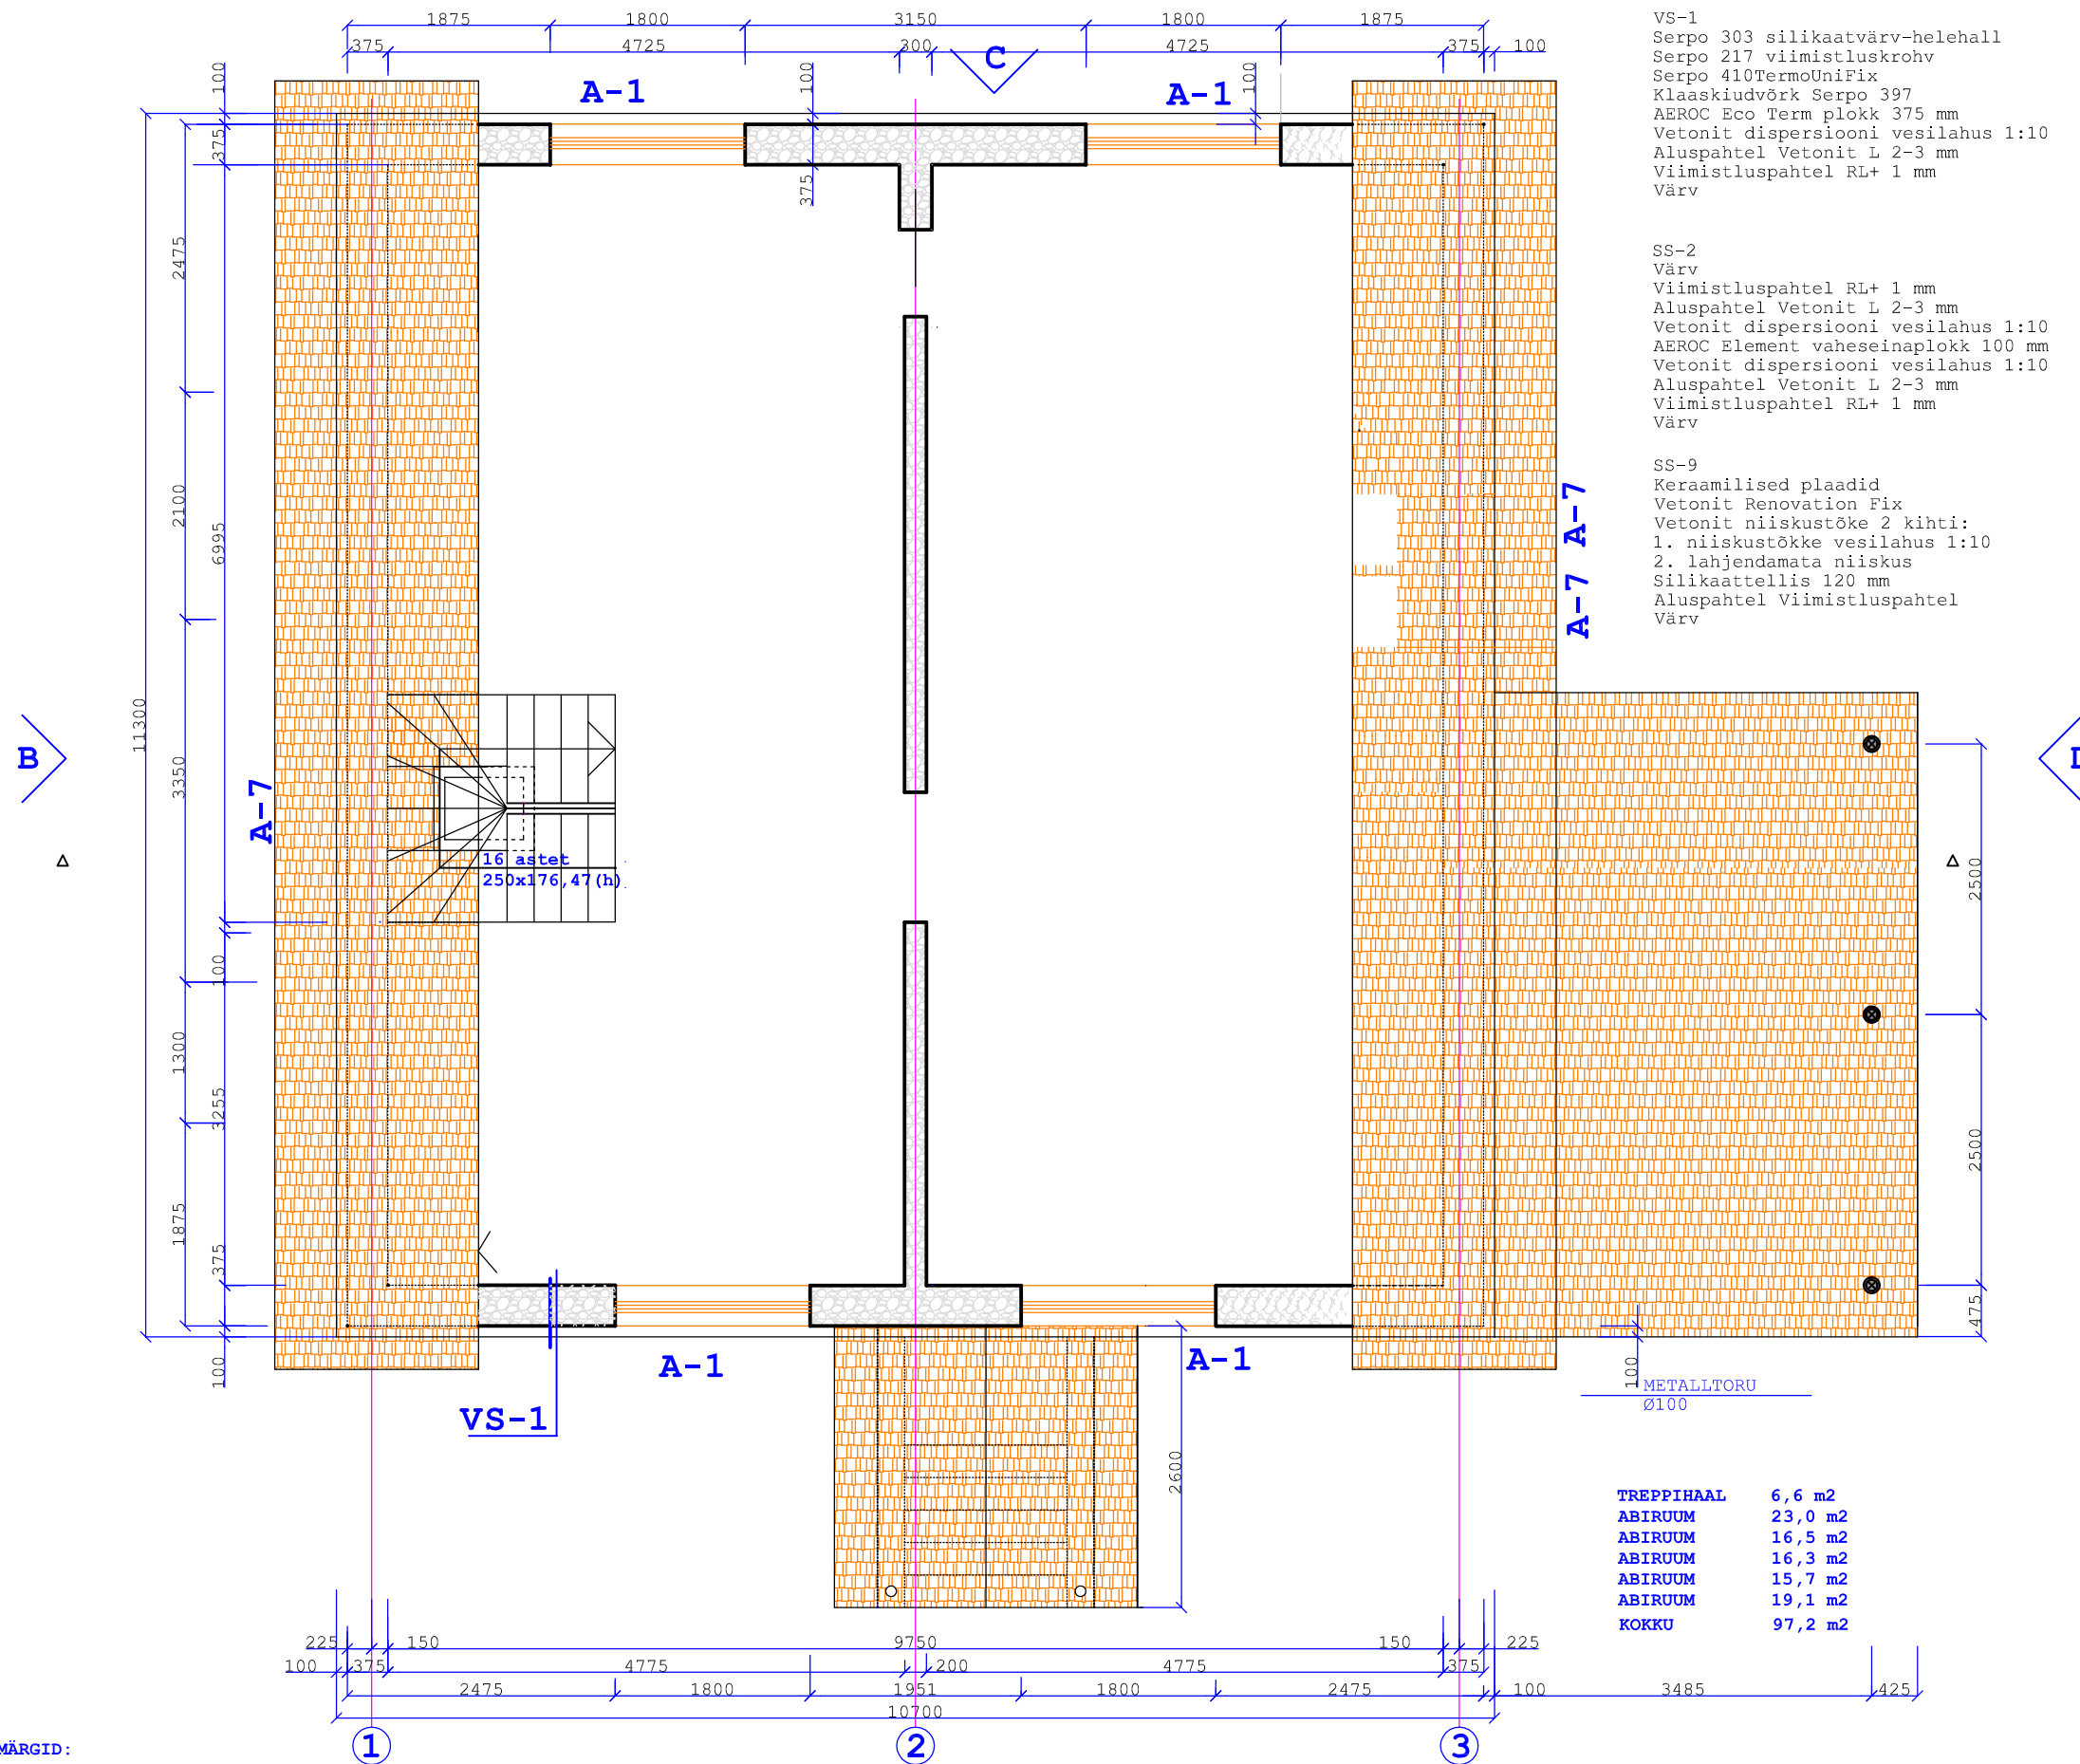 1875 1800 3150 1800 1875
375 4725 300 4725 375 100
C
A-1
A-1
100
375
2475
2100
6995
11300
3350
100
1300
3255
1875
375
100
100
375
100
VS-1
Serpo 303 silikaatvärv-helehall
Serpo 217 viimistluskrohv
Serpo 410TermoUniFix
Klaaskiudvõrk Serpo 397
AEROC Eco Term plokk 375 mm
Vetonit dispersiooni vesilahus 1:10
Aluspahtel Vetonit L 2-3 mm
Viimistluspahtel RL+ 1 mm
Värv
SS-2
Värv
Viimistluspahtel RL+ 1 mm
Aluspahtel Vetonit L 2-3 mm
Vetonit dispersiooni vesilahus 1:10
AEROC Element vaheseinaplokk 100 mm
Vetonit dispersiooni vesilahus 1:10
Aluspahtel Vetonit L 2-3 mm
Viimistluspahtel RL+ 1 mm
Värv
SS-9
Keraamilised plaadid
Vetonit Renovation Fix
Vetonit niiskustõke 2 kihti:
1. niiskustõkke vesilahus 1:10
2. lahjendamata niiskus
Silikaattellis 120 mm
Aluspahtel Viimistluspahtel
Värv
A-7
A-7
B
A-7
16 astet
250x176,47(h)
2500
2500
475
100
METALLTORU
Ø100
A-1
A-1
VS-1
2600
TREPPIHAAL 6,6 m2
ABIRUUM 23,0 m2
ABIRUUM 16,5 m2
ABIRUUM 16,3 m2
ABIRUUM 15,7 m2
ABIRUUM 19,1 m2
KOKKU 97,2 m2
225 150 9750 150 225
100 375 4775 200 4775 375
2475 1800 1951 1800 2475 100 3485 425
10700
1 2 3
MÄRGID: